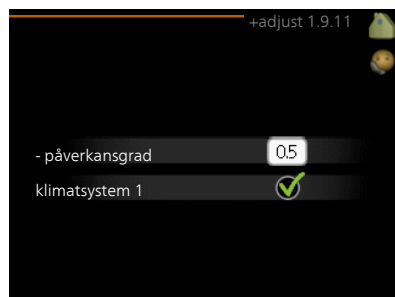 +adjust 1.9.11
- påverkansgrad 0.5
klimatsystem 1